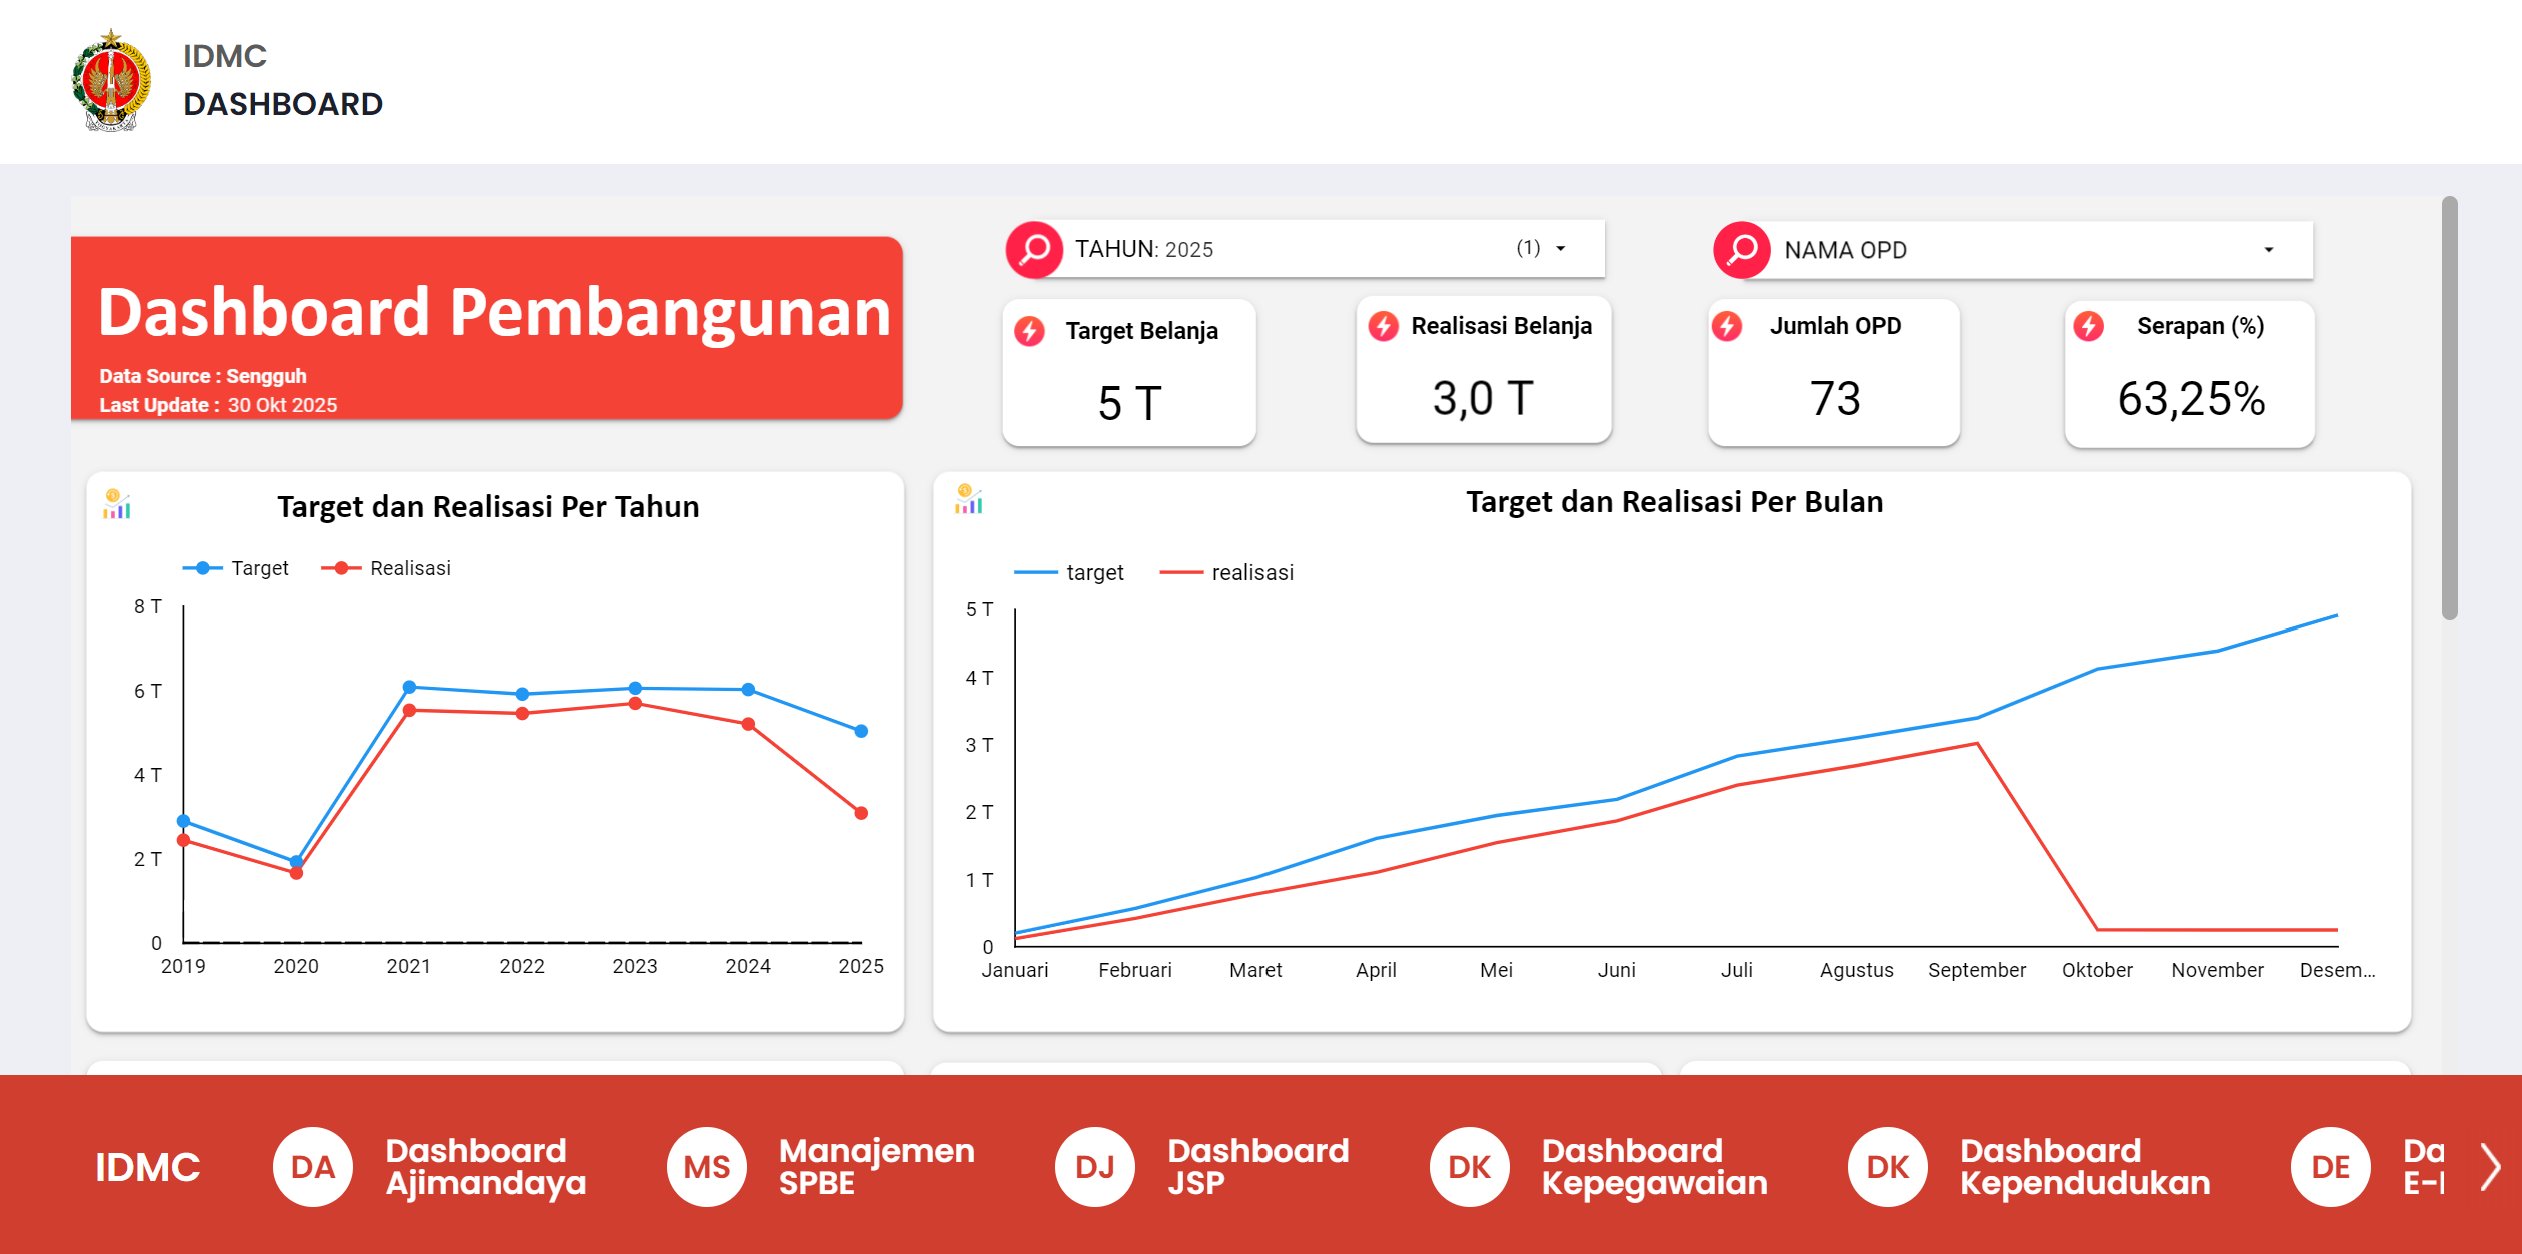 IDMC
DASHBOARD
Dashboard Pembangunan
Data Source : Sengguh
Last Update : 30 Okt 2025
TAHUN: 2025 (1)
NAMA OPD
Target Belanja
5 T
Realisasi Belanja
3,0 T
Jumlah OPD
73
Serapan (%)
63,25%
Target dan Realisasi Per Tahun
Target Realisasi
8 T
6 T
4 T
2 T
0
2019 2020 2021 2022 2023 2024 2025
Target dan Realisasi Per Bulan
target realisasi
5 T
4 T
3 T
2 T
1 T
0
Januari Februari Maret April Mei Juni Juli Agustus September Oktober November Desem...
IDMC
DA
Dashboard
Ajimandaya
MS
Manajemen
SPBE
DJ
Dashboard
JSP
DK
Dashboard
Kepegawaian
DK
Dashboard
Kependudukan
DE
Da
E-